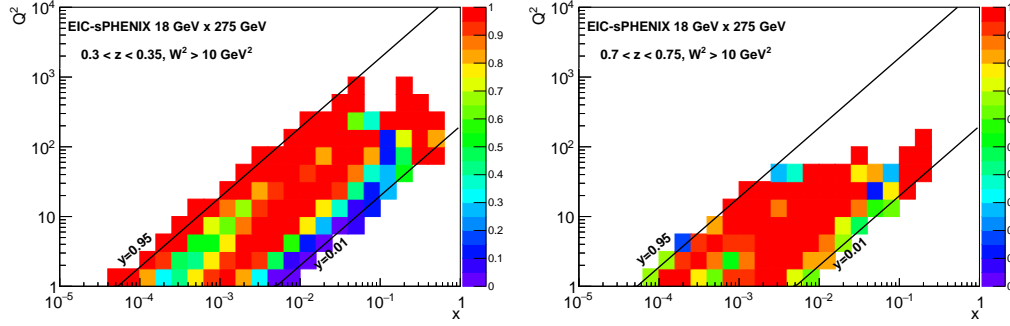 EIC-sPHENIX 18 GeV x 275 GeV
0.3 < z < 0.35, W² > 10 GeV²
Q²
10⁴
10³
10²
10
1
y=0.95
y=0.01
10⁻⁵ 10⁻⁴ 10⁻³ 10⁻² 10⁻¹ 1
x
1
0.9
0.8
0.7
0.6
0.5
0.4
0.3
0.2
0.1
0
EIC-sPHENIX 18 GeV x 275 GeV
0.7 < z < 0.75, W² > 10 GeV²
Q²
10⁴
10³
10²
10
1
y=0.95
y=0.01
10⁻⁵ 10⁻⁴ 10⁻³ 10⁻² 10⁻¹ 1
x